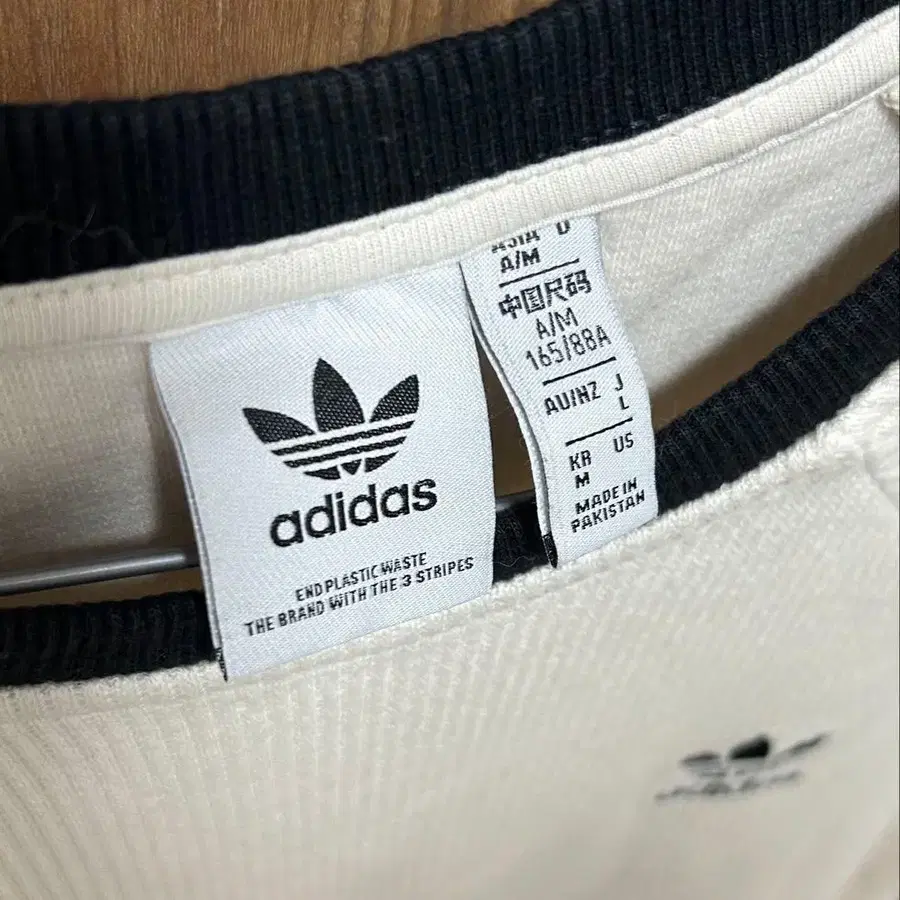 adidas
END PLASTIC WASTE
THE BRAND WITH THE 3 STRIPES
ASIA D
A/M
中国尺码
A/M
165/88A
AU/NZ J
L
KR US
M
MADE IN
PAKISTAN